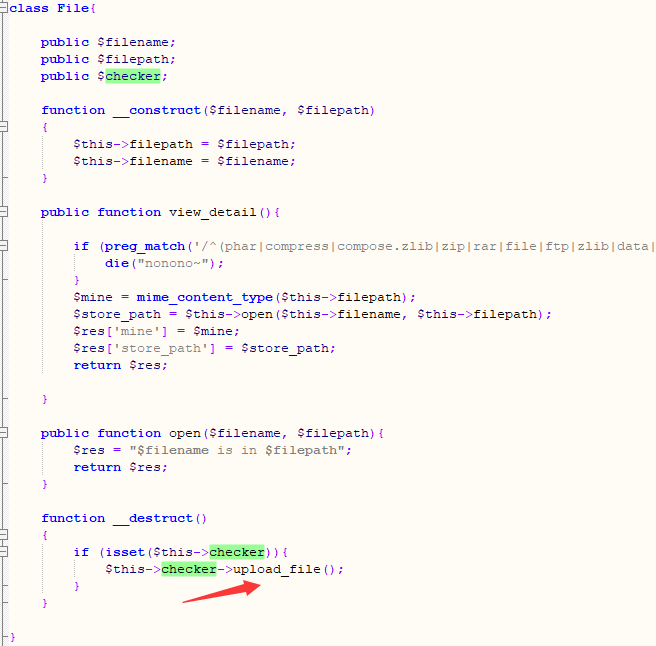 class File{
public $filename;
public $filepath;
public $checker;
function __construct($filename, $filepath)
{
$this->filepath = $filepath;
$this->filename = $filename;
}
public function view_detail(){
if (preg_match('/^(phar|compress|compose.zlib|zip|rar|file|ftp|zlib|data|
die("nonono~");
}
$mine = mime_content_type($this->filepath);
$store_path = $this->open($this->filename, $this->filepath);
$res['mine'] = $mine;
$res['store_path'] = $store_path;
return $res;
}
public function open($filename, $filepath){
$res = "$filename is in $filepath";
return $res;
}
function __destruct()
{
if (isset($this->checker)){
$this->checker->upload_file();
}
}
}